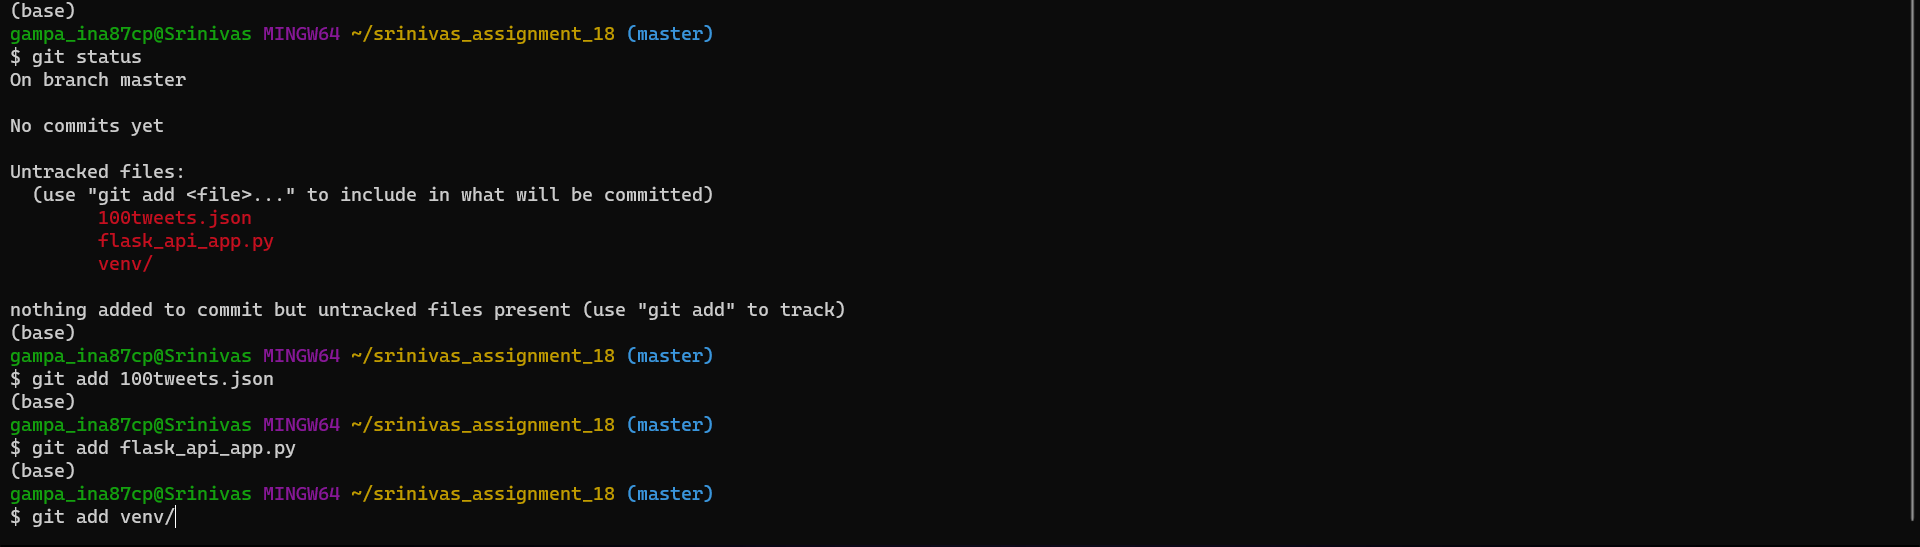 (base)
gampa_ina87cp@Srinivas MINGW64 ~/srinivas_assignment_18 (master)
$ git status
On branch master
No commits yet
Untracked files:
  (use "git add <file>..." to include in what will be committed)
        100tweets.json
        flask_api_app.py
        venv/
nothing added to commit but untracked files present (use "git add" to track)
(base)
gampa_ina87cp@Srinivas MINGW64 ~/srinivas_assignment_18 (master)
$ git add 100tweets.json
(base)
gampa_ina87cp@Srinivas MINGW64 ~/srinivas_assignment_18 (master)
$ git add flask_api_app.py
(base)
gampa_ina87cp@Srinivas MINGW64 ~/srinivas_assignment_18 (master)
$ git add venv/